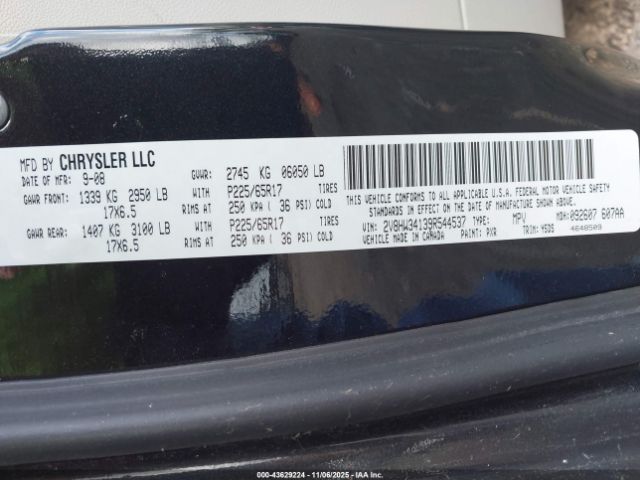 MFD BY CHRYSLER LLC
DATE OF MFR: 9-08 GVWR: 2745 KG 06050 LB
GAWR FRONT: 1339 KG 2950 LB WITH P225/65R17 TIRES
17X6.5 RIMS AT 250 KPA ( 36 PSI) COLD
GAWR REAR: 1407 KG 3100 LB WITH P225/65R17 TIRES
17X6.5 RIMS AT 250 KPA ( 36 PSI) COLD
THIS VEHICLE CONFORMS TO ALL APPLICABLE U.S.A. FEDERAL MOTOR VEHICLE SAFETY
STANDARDS IN EFFECT ON THE DATE OF MANUFACTURE SHOWN ABOVE.
VIN: 2V8HW34139R544537 TYPE: MPV MDH: 092607 607AA
VEHICLE MADE IN CANADA PAINT: PXR TRIM: YSDS 4648509
000-43629224 | 11/06/2025 - IAAI.COM